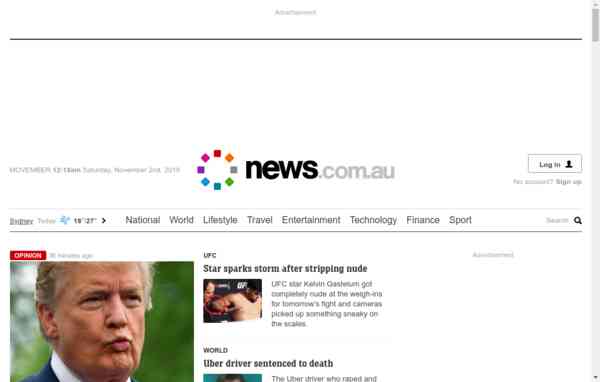 Advertisement
MOVEMBER 12:18am Saturday, November 2nd, 2019
news.com.au
Log in
No account? Sign up
Sydney Today 18°/27°
National World Lifestyle Travel Entertainment Technology Finance Sport
Search
OPINION
minutes ago
UFC
Star sparks storm after stripping nude
UFC star Kelvin Gastelum got
completely nude at the weigh-ins
for tomorrow's fight and cameras
picked up something sneaky on
the scales.
WORLD
Uber driver sentenced to death
The Uber driver who raped and
Advertisement